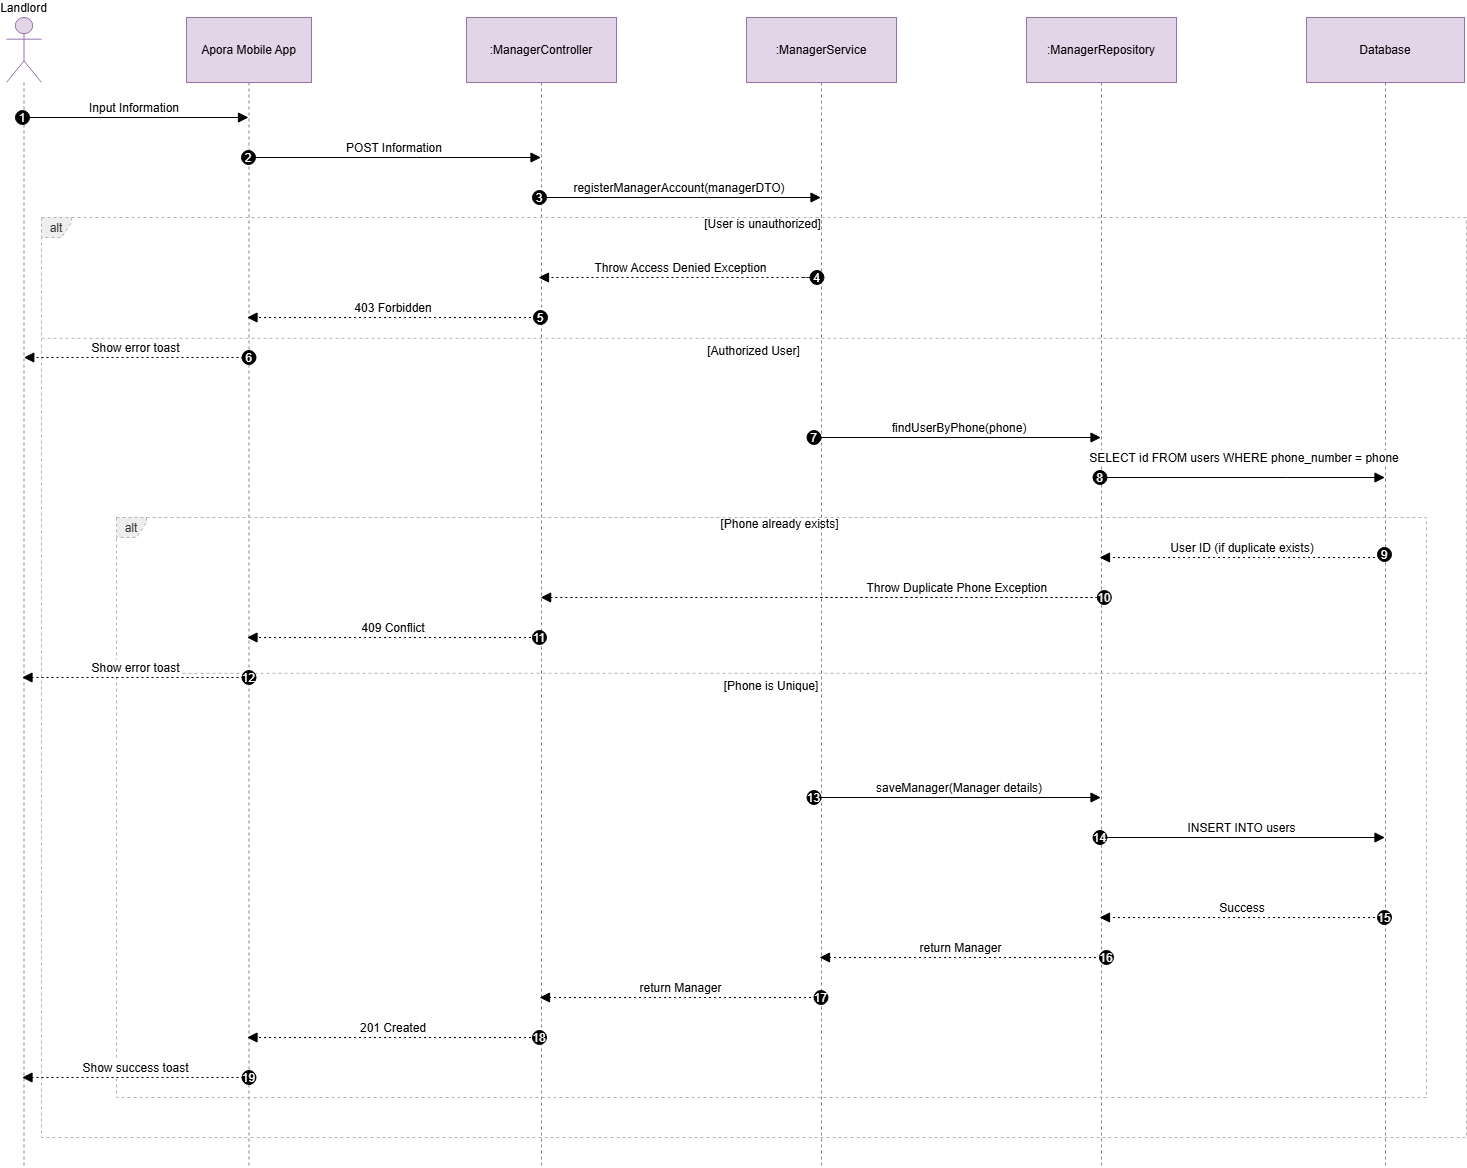 Landlord
Apora Mobile App
:ManagerController
:ManagerService
:ManagerRepository
Database
Input Information
1
POST Information
2
registerManagerAccount(managerDTO)
3
alt
[User is unauthorized]
Throw Access Denied Exception
4
403 Forbidden
5
Show error toast
6
[Authorized User]
findUserByPhone(phone)
7
SELECT id FROM users WHERE phone_number = phone
8
alt
[Phone already exists]
User ID (if duplicate exists)
9
Throw Duplicate Phone Exception
10
409 Conflict
11
Show error toast
12
[Phone is Unique]
saveManager(Manager details)
13
INSERT INTO users
14
Success
15
return Manager
16
return Manager
17
201 Created
18
Show success toast
19